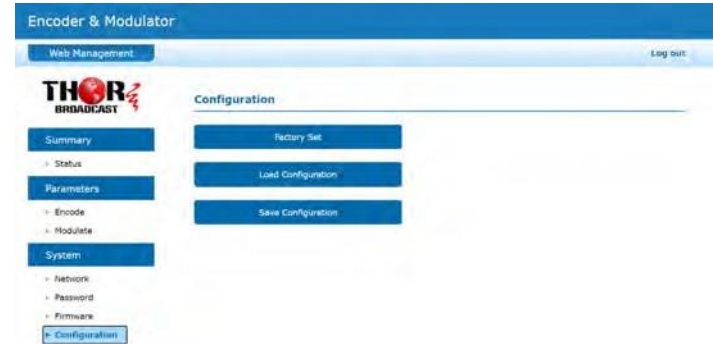 Encoder & Modulator
Web Management
Log out
THOR
BROADCAST
Configuration
Summary
Factory Set
Status
Load Configuration
Parameters
Encode
Save Configuration
Modulate
System
Network
Password
Firmware
Configuration